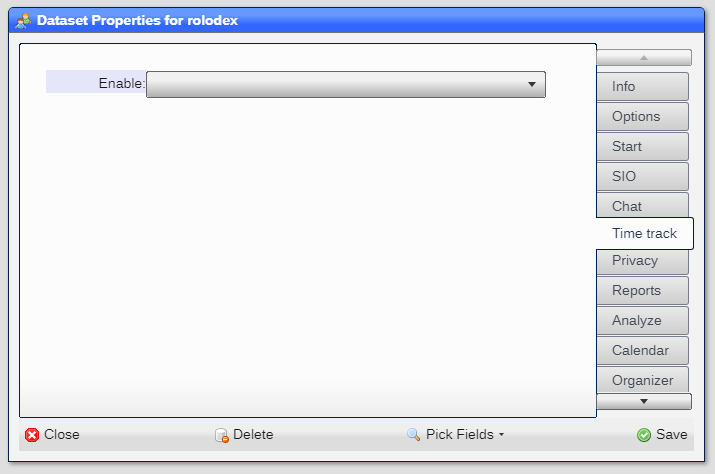 Dataset Properties for rolodex
Enable:
Info
Options
Start
SIO
Chat
Time track
Privacy
Reports
Analyze
Calendar
Organizer
Close
Delete
Pick Fields
Save